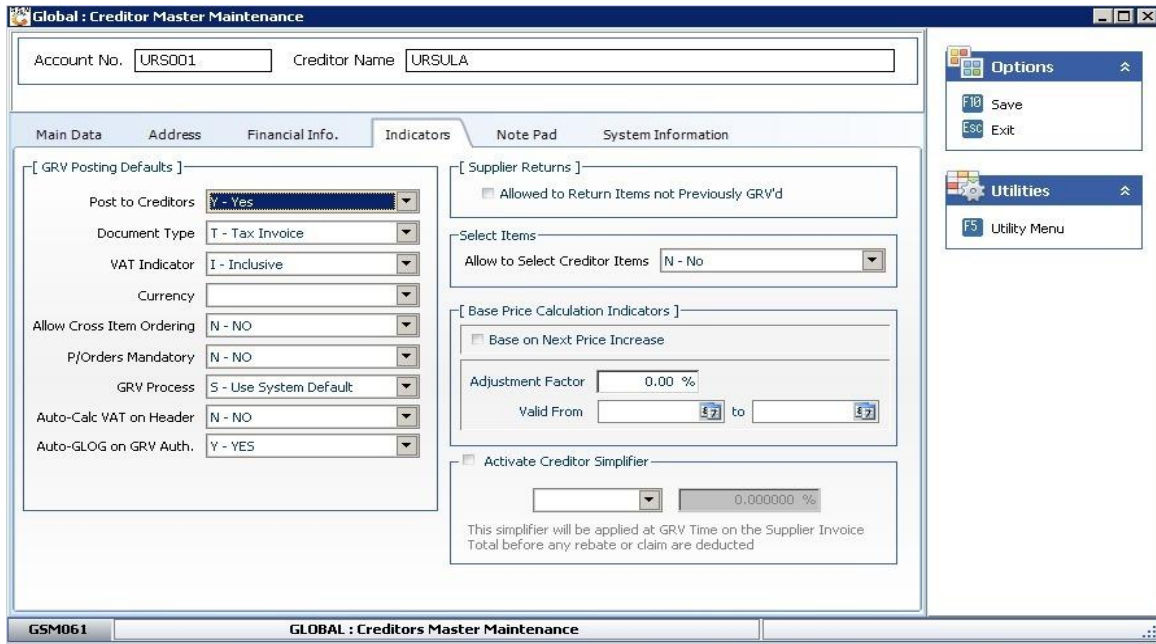 Global : Creditor Master Maintenance
Account No. URS001 Creditor Name URSULA
Main Data Address Financial Info. Indicators Note Pad System Information
[ GRV Posting Defaults ]
Post to Creditors Y - Yes
Document Type T - Tax Invoice
VAT Indicator I - Inclusive
Currency
Allow Cross Item Ordering N - NO
P/Orders Mandatory N - NO
GRV Process S - Use System Default
Auto-Calc VAT on Header N - NO
Auto-GLOG on GRV Auth. Y - YES
[ Supplier Returns ]
Allowed to Return Items not Previously GRV'd
Select Items
Allow to Select Creditor Items N - No
[ Base Price Calculation Indicators ]
Base on Next Price Increase
Adjustment Factor 0.00 %
Valid From to
Activate Creditor Simplifier
0.000000 %
This simplifier will be applied at GRV Time on the Supplier Invoice
Total before any rebate or claim are deducted
Options
F10 Save
Esc Exit
Utilities
F5 Utility Menu
GSM061 GLOBAL : Creditors Master Maintenance